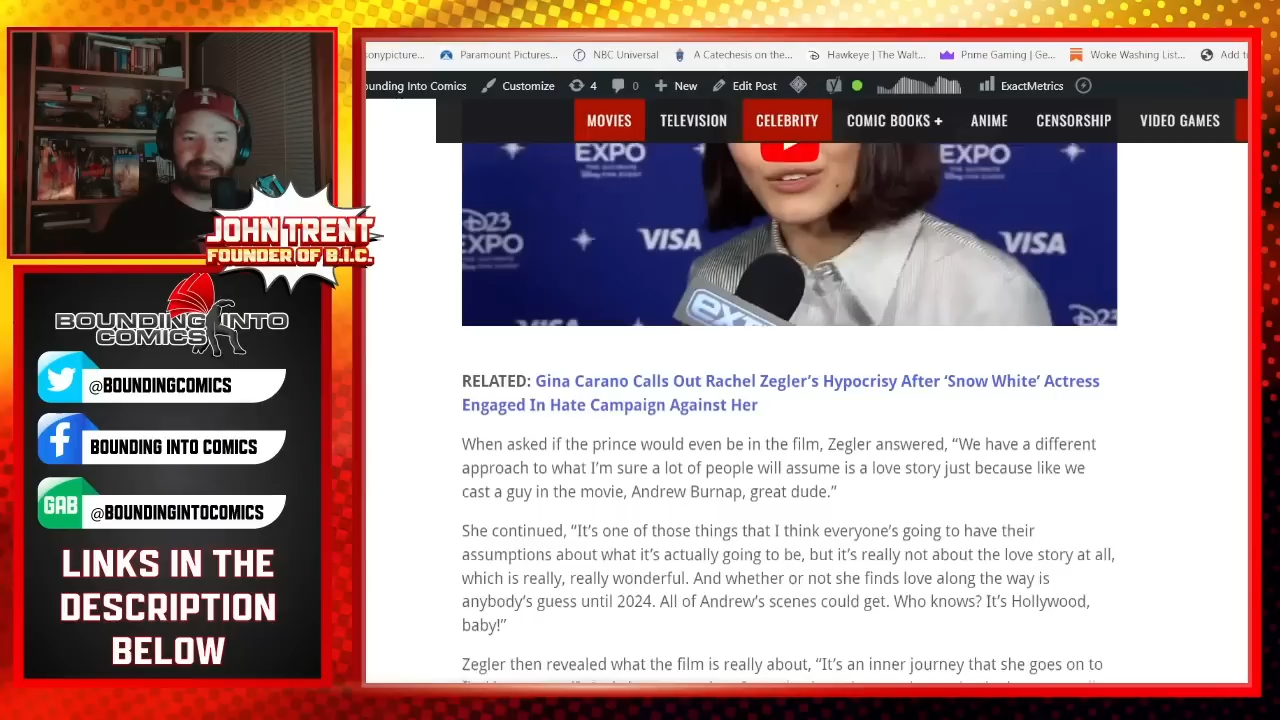 JOHN TRENT
FOUNDER OF B.I.C.
BOUNDING INTO
COMICS
@BOUNDINGCOMICS
BOUNDING INTO COMICS
GAB
@BOUNDINGINTOCOMICS
LINKS IN THE
DESCRIPTION
BELOW
sonypicture... Paramount Pictures... NBC Universal A Catechesis on the... Hawkeye | The Walt... Prime Gaming | Ge... Woke Washing List... Add t
ounding Into Comics Customize 4 0 New Edit Post ExactMetrics
MOVIES TELEVISION CELEBRITY COMIC BOOKS + ANIME CENSORSHIP VIDEO GAMES
EXPO EXPO
D23 EXPO VISA VISA
extr
VISA D23
RELATED: Gina Carano Calls Out Rachel Zegler’s Hypocrisy After ‘Snow White’ Actress
Engaged In Hate Campaign Against Her
When asked if the prince would even be in the film, Zegler answered, “We have a different
approach to what I’m sure a lot of people will assume is a love story just because like we
cast a guy in the movie, Andrew Burnap, great dude.”
She continued, “It’s one of those things that I think everyone’s going to have their
assumptions about what it’s actually going to be, but it’s really not about the love story at all,
which is really, really wonderful. And whether or not she finds love along the way is
anybody’s guess until 2024. All of Andrew’s scenes could get. Who knows? It’s Hollywood,
baby!”
Zegler then revealed what the film is really about, “It’s an inner journey that she goes on to